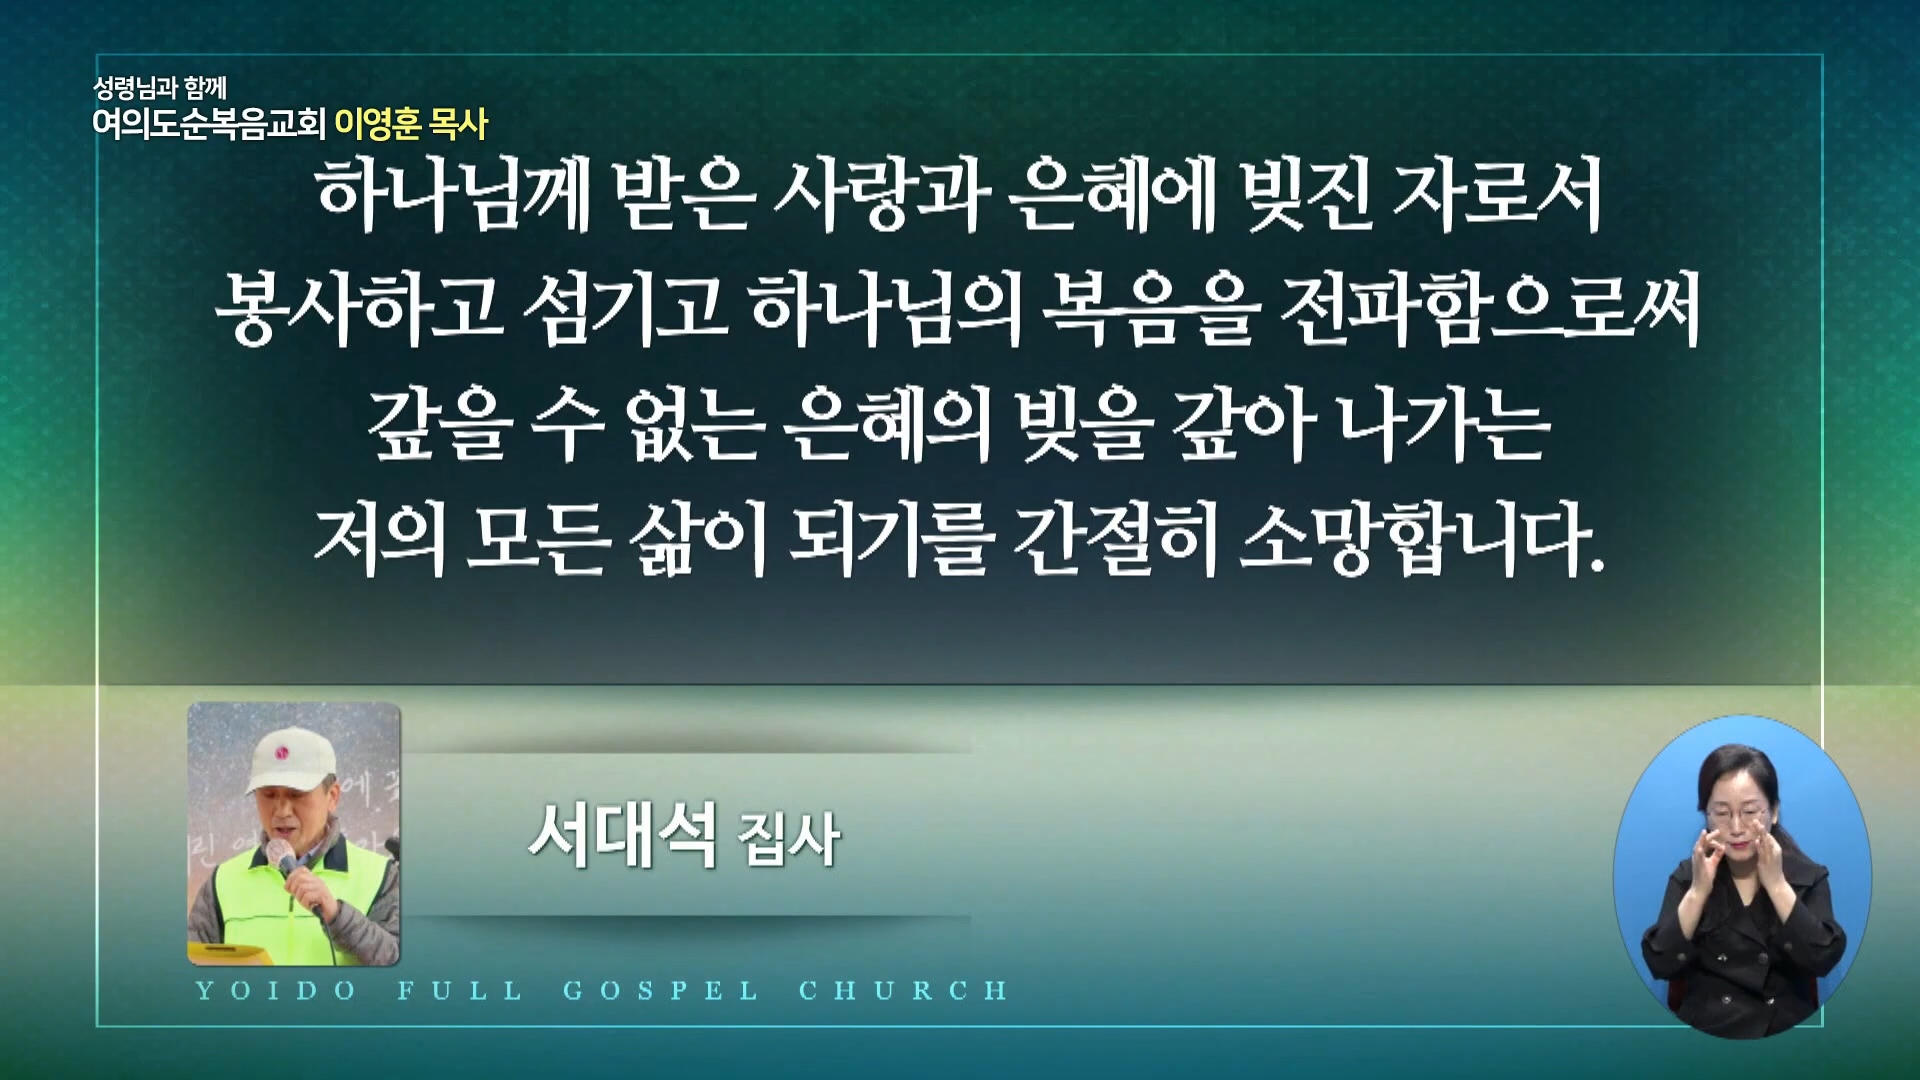 성령님과 함께
여의도순복음교회 이영훈 목사
하나님께 받은 사랑과 은혜에 빚진 자로서
봉사하고 섬기고 하나님의 복음을 전파함으로써
갚을 수 없는 은혜의 빚을 갚아 나가는
저의 모든 삶이 되기를 간절히 소망합니다.
서대석 집사
YOIDO FULL GOSPEL CHURCH